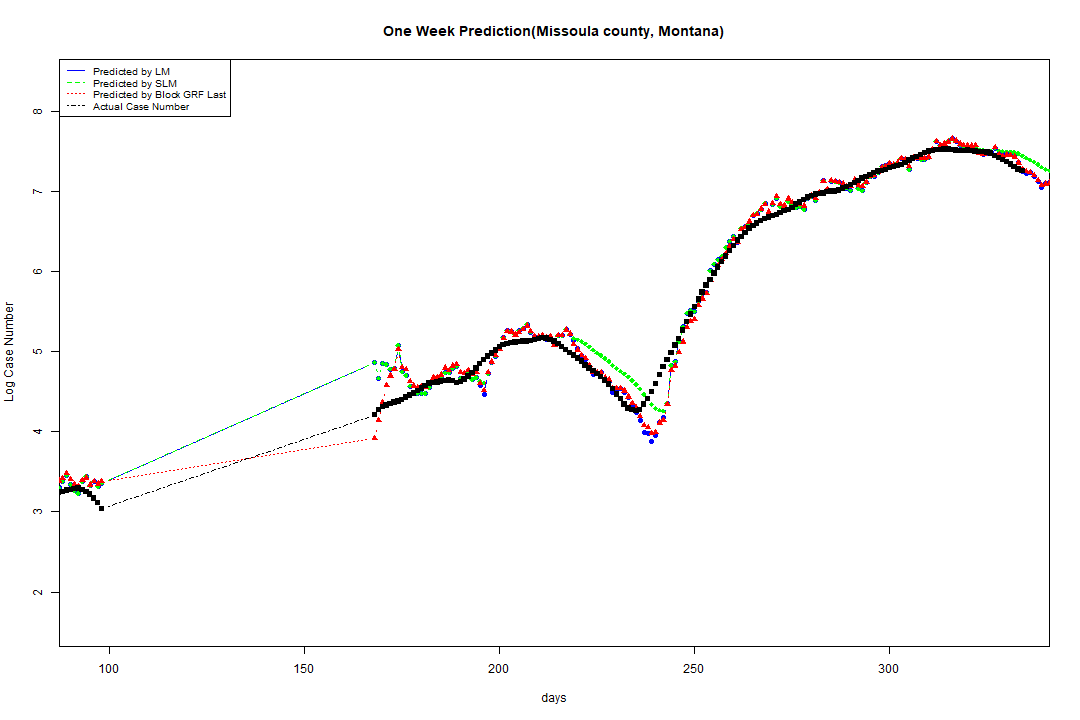 One Week Prediction(Missoula county, Montana)
Predicted by LM
Predicted by SLM
Predicted by Block GRF Last
Actual Case Number
8
7
6
5
4
3
2
Log Case Number
100 150 200 250 300
days